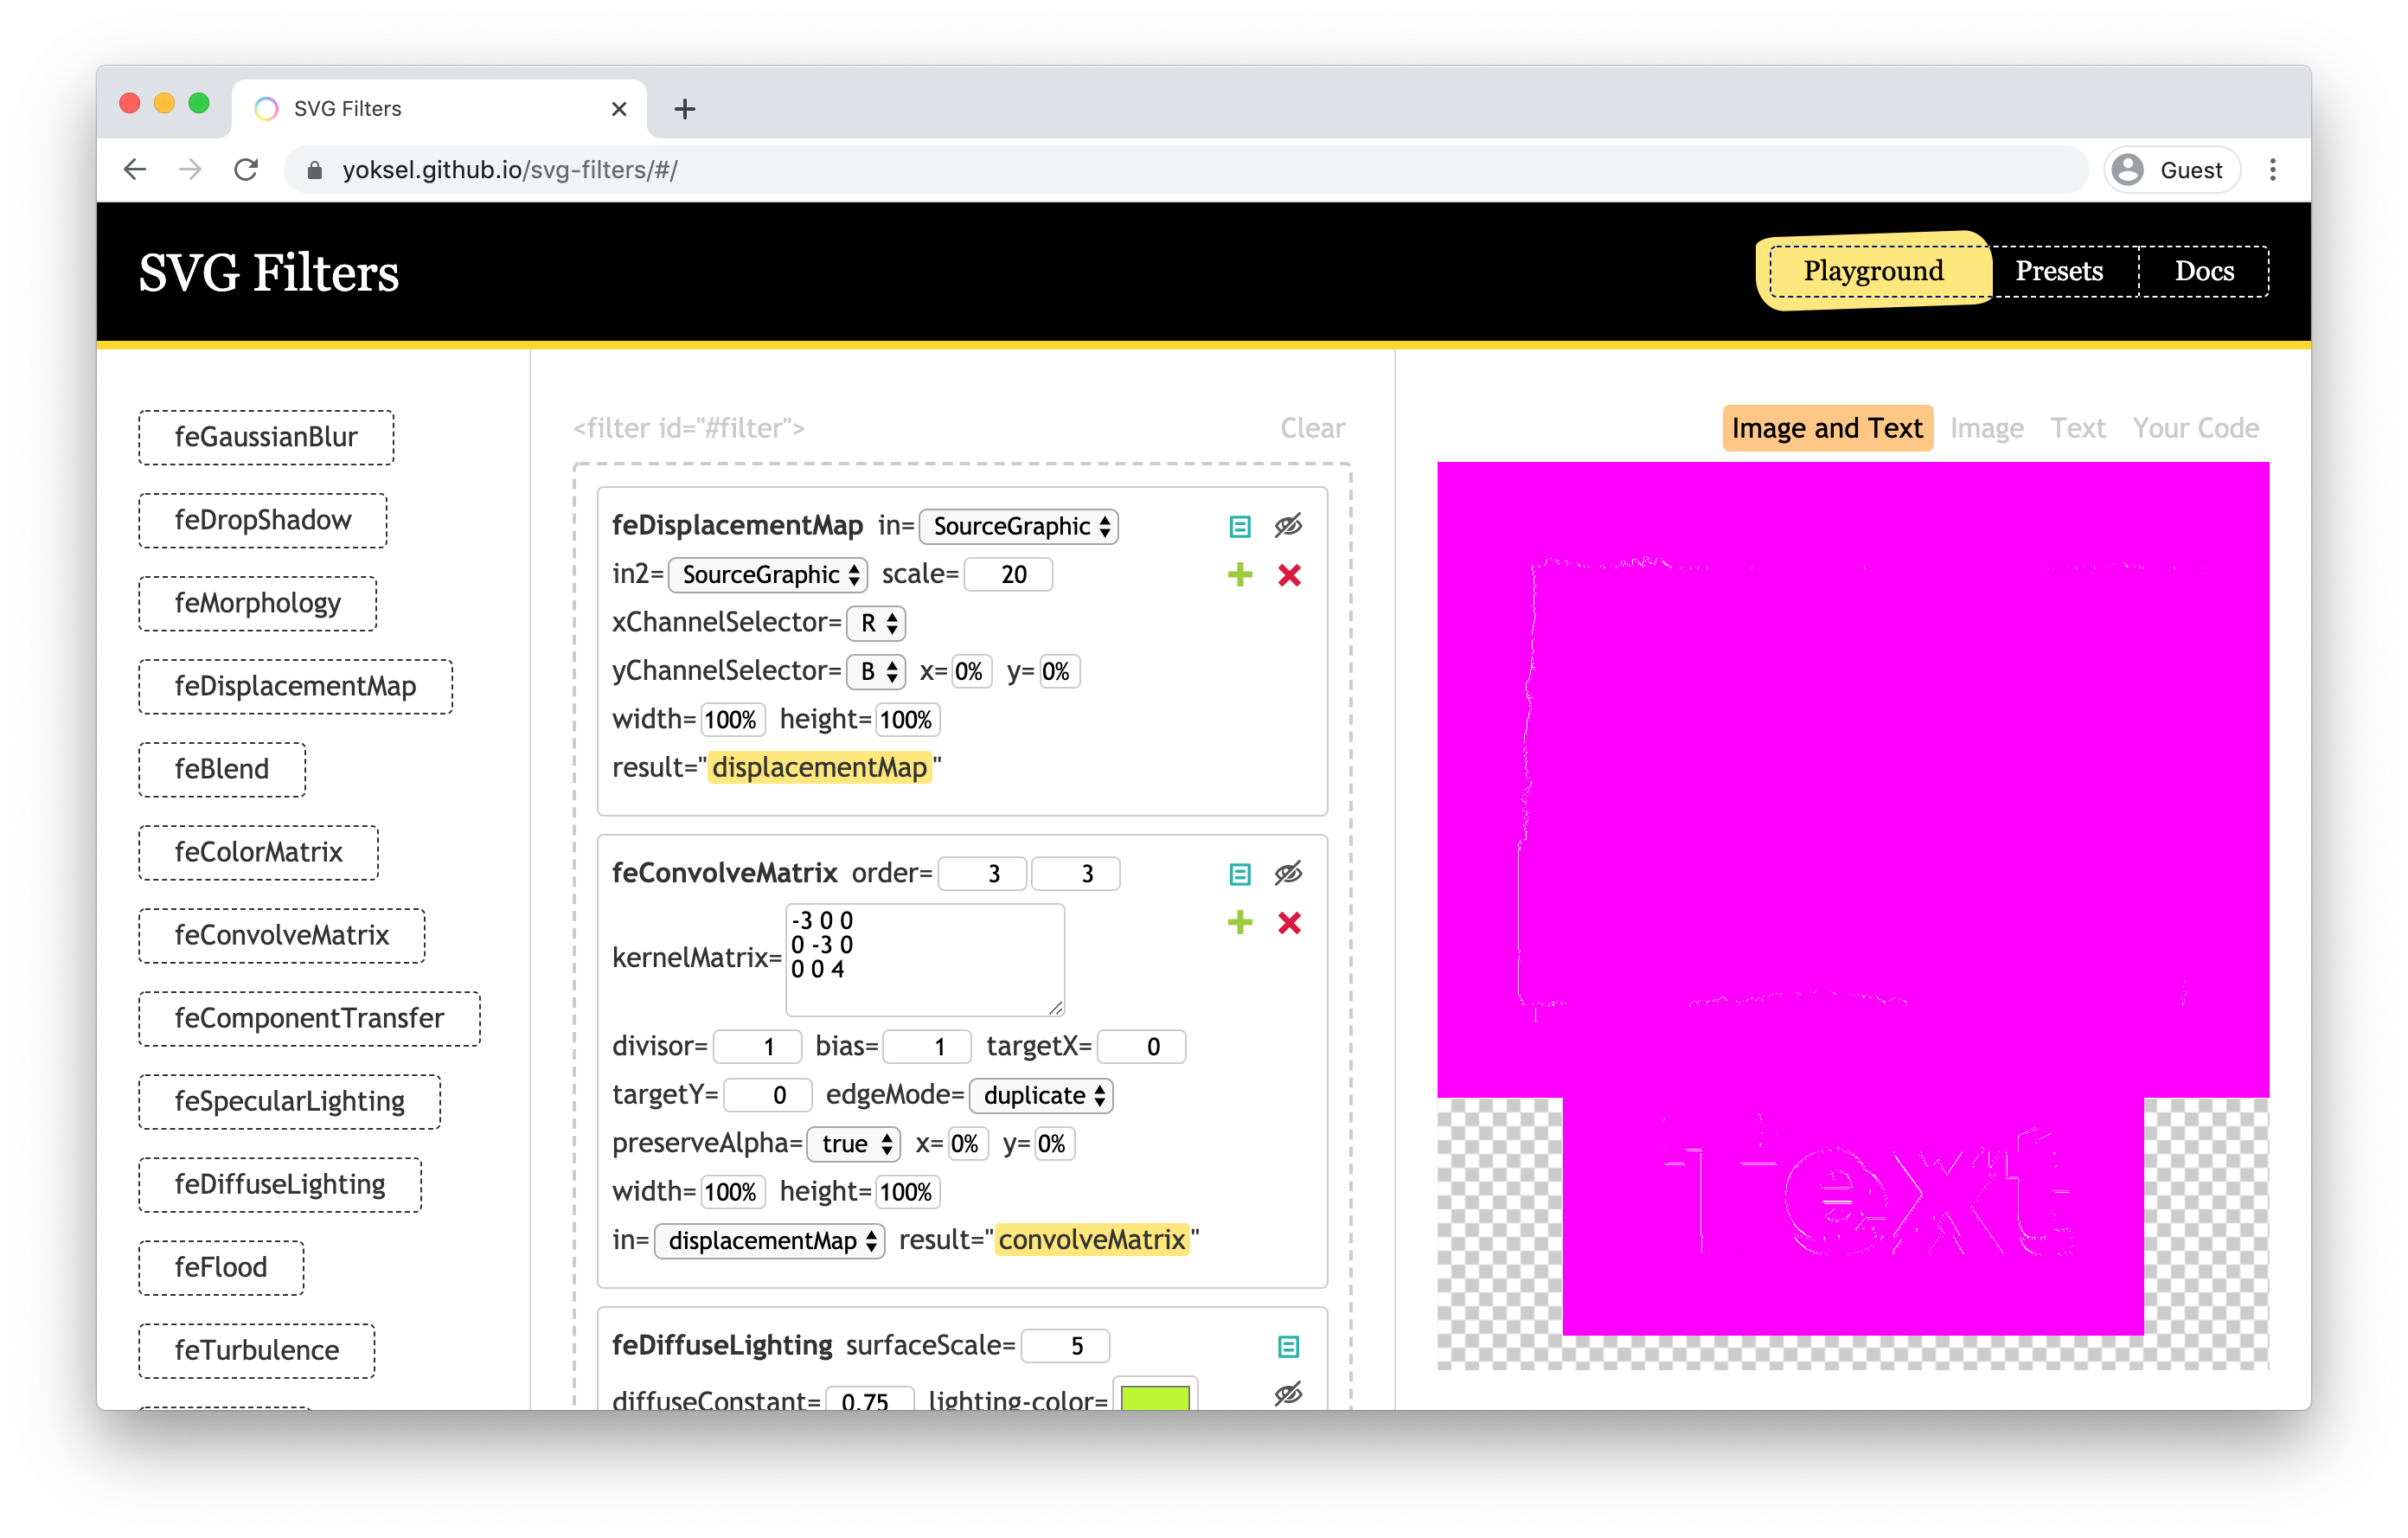 SVG Filters
yoksel.github.io/svg-filters/#/
Guest
SVG Filters
Playground
Presets
Docs
feGaussianBlur
feDropShadow
feMorphology
feDisplacementMap
feBlend
feColorMatrix
feConvolveMatrix
feComponentTransfer
feSpecularLighting
feDiffuseLighting
feFlood
feTurbulence
<filter id="#filter">
Clear
feDisplacementMap in= SourceGraphic
in2= SourceGraphic scale= 20
xChannelSelector= R
yChannelSelector= B x= 0% y= 0%
width= 100% height= 100%
result="displacementMap"
feConvolveMatrix order= 3 3
kernelMatrix=
-3 0 0
0 -3 0
0 0 4
divisor= 1 bias= 1 targetX= 0
targetY= 0 edgeMode= duplicate
preserveAlpha= true x= 0% y= 0%
width= 100% height= 100%
in= displacementMap result="convolveMatrix"
feDiffuseLighting surfaceScale= 5
diffuseConstant= 0.75 lighting-color=
Image and Text
Image
Text
Your Code
Text